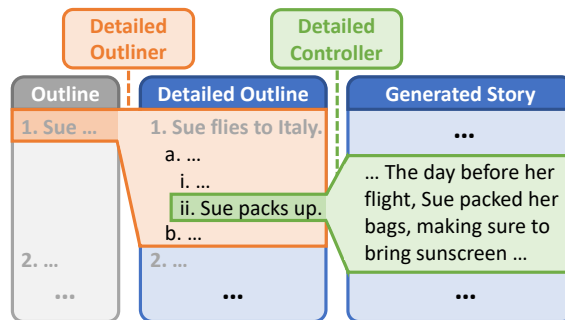 Detailed
Outliner
Detailed
Controller
Outline
1. Sue ...
2. ...
...
Detailed Outline
1. Sue flies to Italy.
a. ...
i. ...
ii. Sue packs up.
b. ...
2. ...
...
Generated Story
...
... The day before her
flight, Sue packed her
bags, making sure to
bring sunscreen ...
...